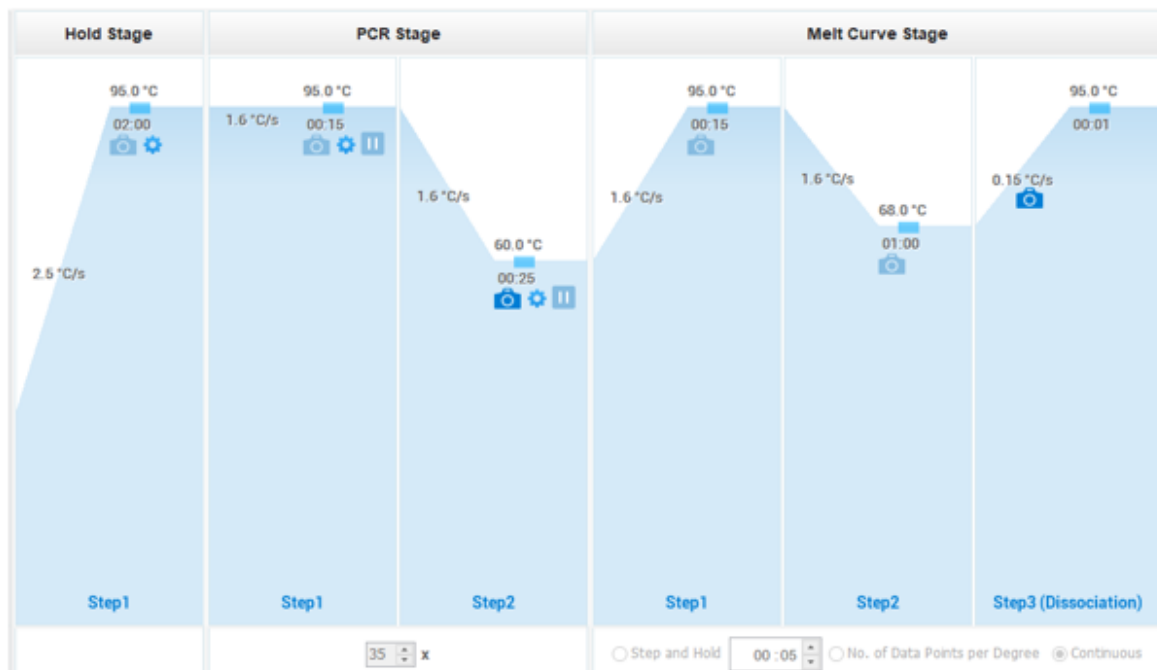 Hold Stage
PCR Stage
Melt Curve Stage
95.0 °C
02:00
2.5 °C/s
Step1
95.0 °C
1.6 °C/s
00:15
Step1
1.6 °C/s
60.0 °C
00:25
Step2
95.0 °C
00:15
1.6 °C/s
Step1
1.6 °C/s
68.0 °C
01:00
Step2
95.0 °C
00:01
0.15 °C/s
Step3 (Dissociation)
35 x
Step and Hold 00 :05 No. of Data Points per Degree Continuous